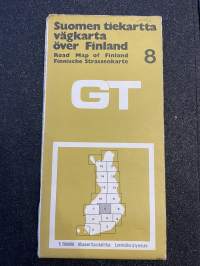 Suomen tiekartta
vägkarta
över Finland
Road Map of Finland
Finnische Strassenkarte
8
GT